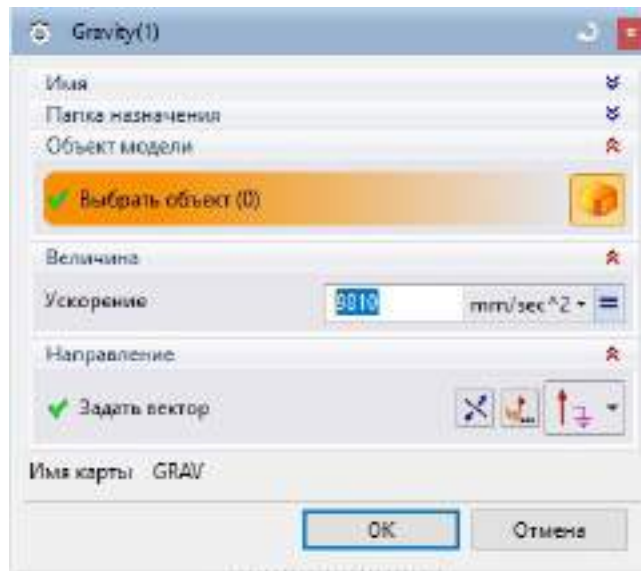 Gravity(1)
Имя
Папка назначения
Объект модели
Выбрать объект (0)
Величина
Ускорение 9810 mm/sec^2
Направление
Задать вектор
Имя карты GRAV
OK Отмена